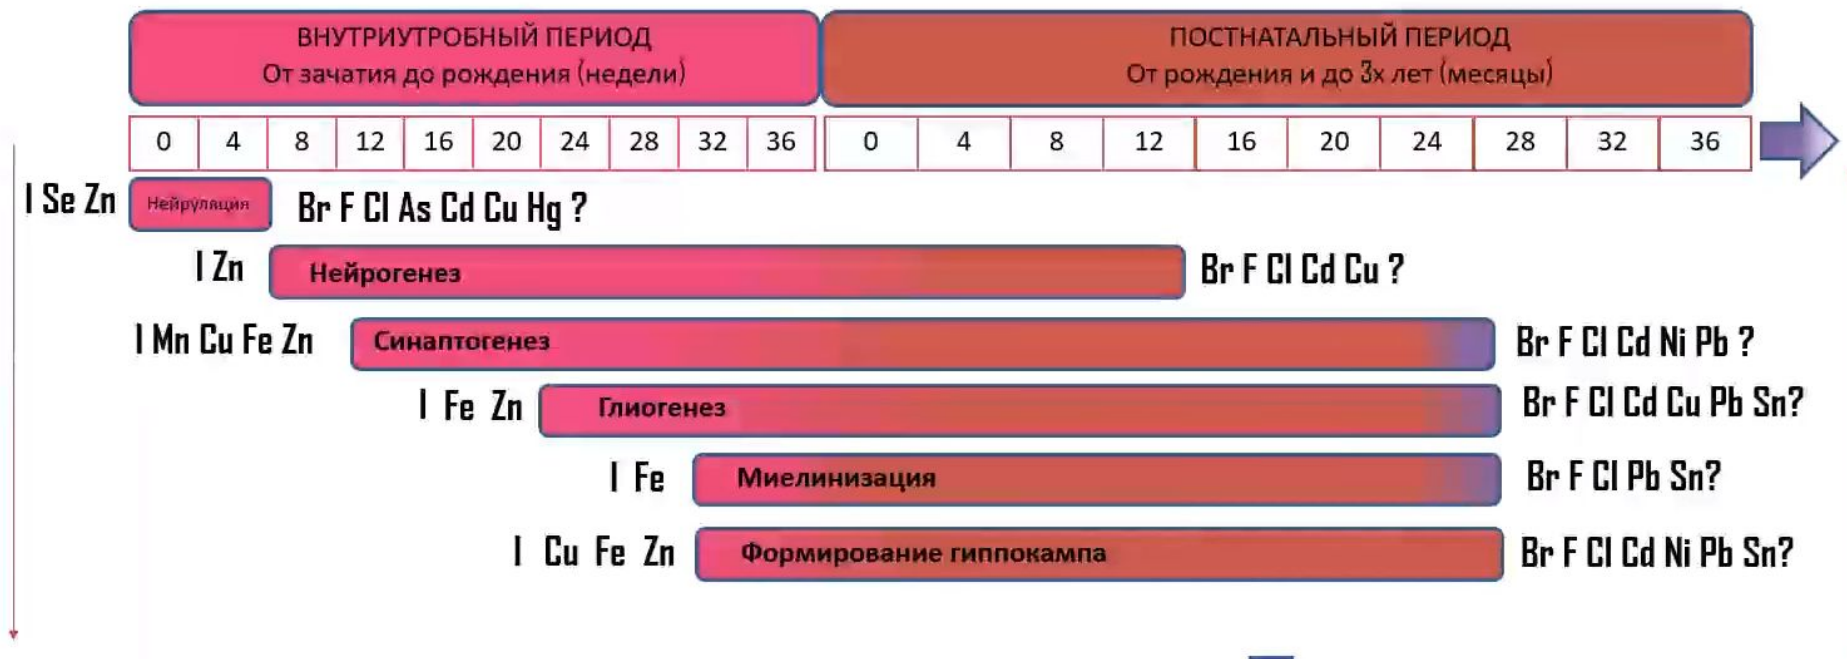 ВНУТРИУТРОБНЫЙ ПЕРИОД
От зачатия до рождения (недели)
ПОСТНАТАЛЬНЫЙ ПЕРИОД
От рождения и до 3х лет (месяцы)
0 4 8 12 16 20 24 28 32 36 0 4 8 12 16 20 24 28 32 36
I Se Zn Нейруляция Br F Cl As Cd Cu Hg ?
I Zn Нейрогенез Br F Cl Cd Cu ?
I Mn Cu Fe Zn Синаптогенез Br F Cl Cd Ni Pb ?
I Fe Zn Глиогенез Br F Cl Cd Cu Pb Sn?
I Fe Миелинизация Br F Cl Pb Sn?
I Cu Fe Zn Формирование гиппокампа Br F Cl Cd Ni Pb Sn?